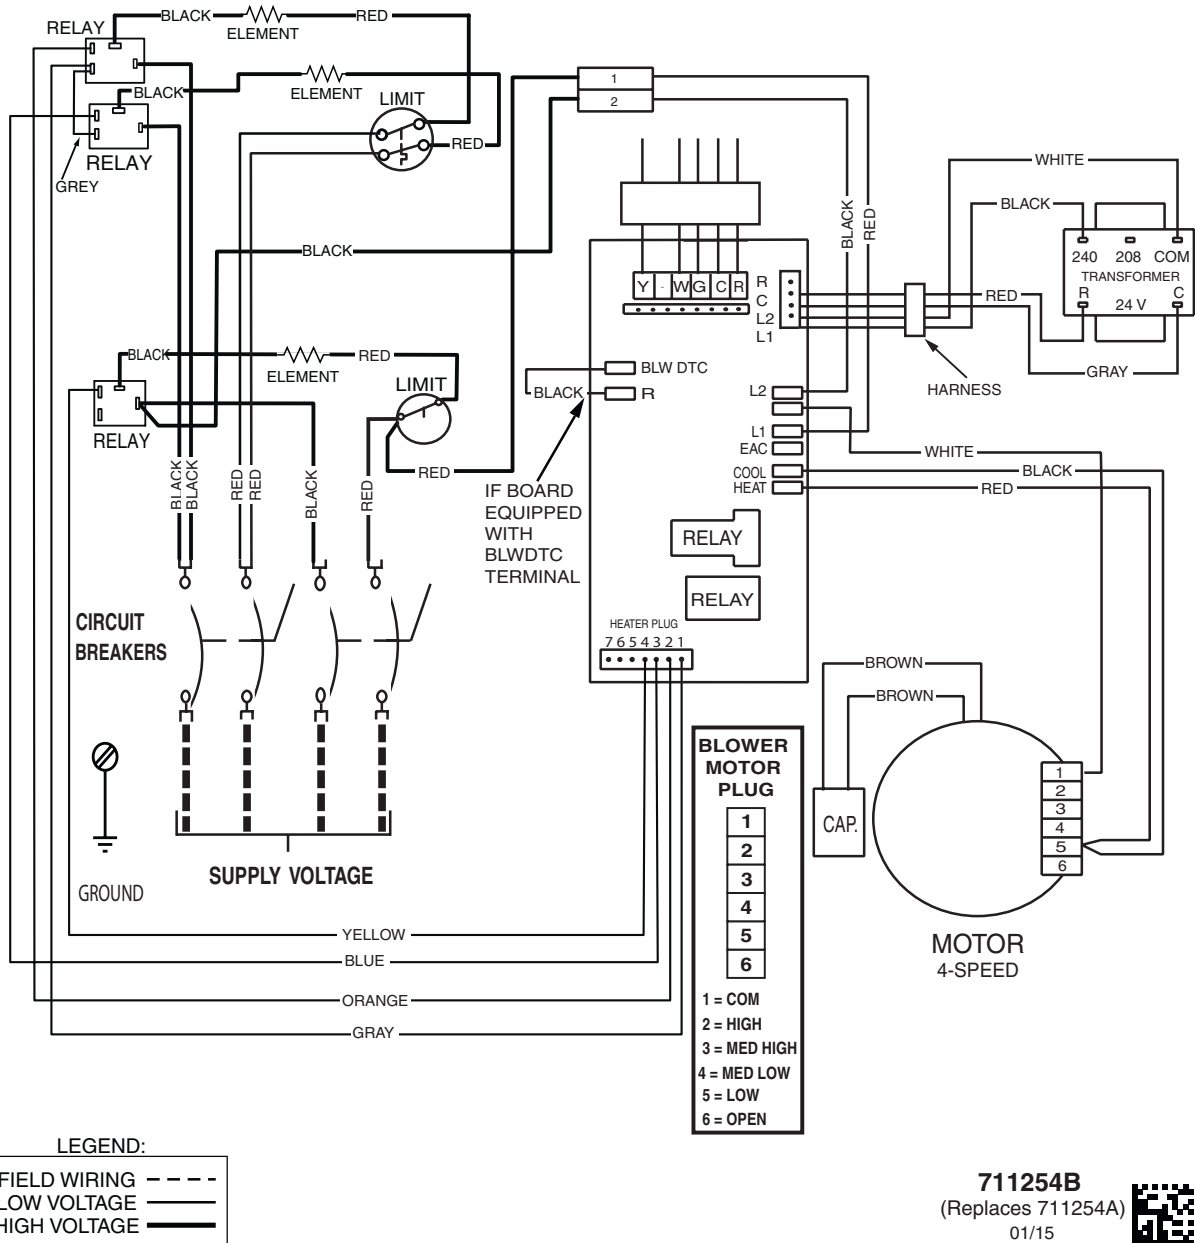 BLACK
RED
RELAY
ELEMENT
BLACK
ELEMENT
LIMIT
RED
RELAY
GREY
1
2
WHITE
BLACK
BLACK
RED
BLACK
240 208 COM
TRANSFORMER
R C
24 V
Y - W G C R
R
C
L2
L1
RED
HARNESS
GRAY
BLACK
RED
ELEMENT
LIMIT
RELAY
RED
BLW DTC
BLACK
R
L2
L1
EAC
COOL
HEAT
WHITE
BLACK
RED
BLACK
BLACK
RED
RED
BLACK
RED
IF BOARD
EQUIPPED
WITH
BLWDTC
TERMINAL
RELAY
RELAY
CIRCUIT
BREAKERS
HEATER PLUG
7 6 5 4 3 2 1
BROWN
BROWN
CAP.
1
2
3
4
5
6
MOTOR
4-SPEED
GROUND
SUPPLY VOLTAGE
YELLOW
BLUE
ORANGE
GRAY
BLOWER
MOTOR
PLUG
1
2
3
4
5
6
1 = COM
2 = HIGH
3 = MED HIGH
4 = MED LOW
5 = LOW
6 = OPEN
LEGEND:
FIELD WIRING
LOW VOLTAGE
HIGH VOLTAGE
711254B
(Replaces 711254A)
01/15